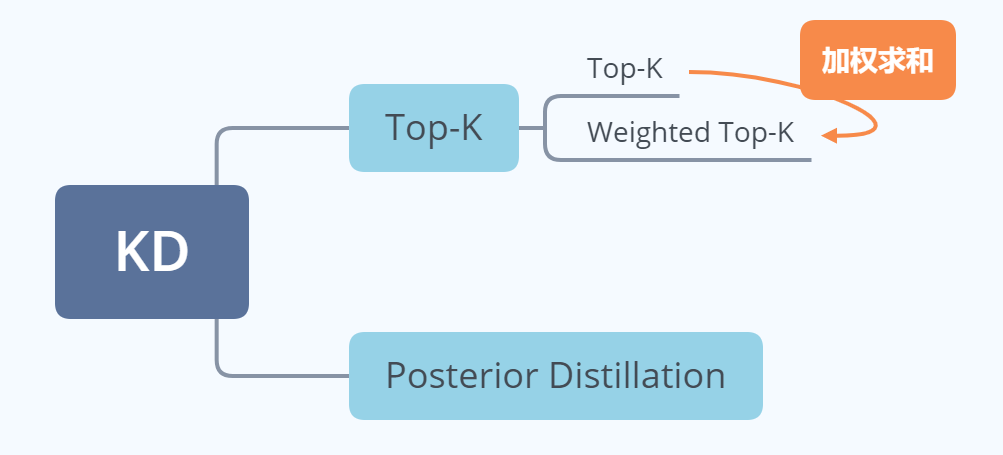 KD
Top-K
Top-K
加权求和
Weighted Top-K
Posterior Distillation